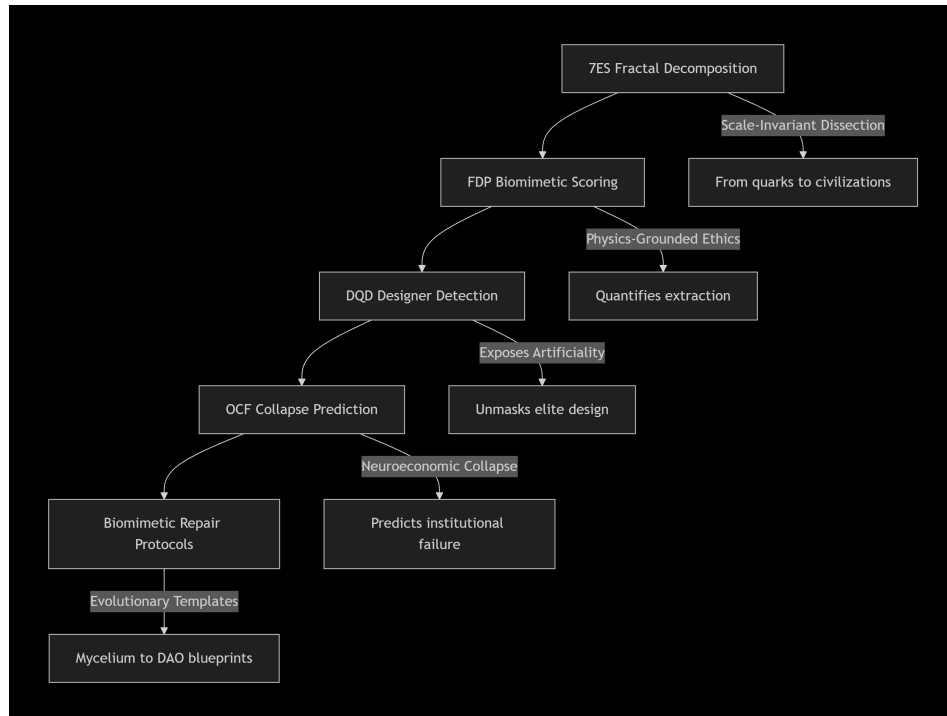 7ES Fractal Decomposition
Scale-Invariant Dissection
FDP Biomimetic Scoring
From quarks to civilizations
Physics-Grounded Ethics
DQD Designer Detection
Quantifies extraction
Exposes Artificiality
OCF Collapse Prediction
Unmasks elite design
Neuroeconomic Collapse
Biomimetic Repair
Protocols
Predicts institutional
failure
Evolutionary Templates
Mycelium to DAO blueprints